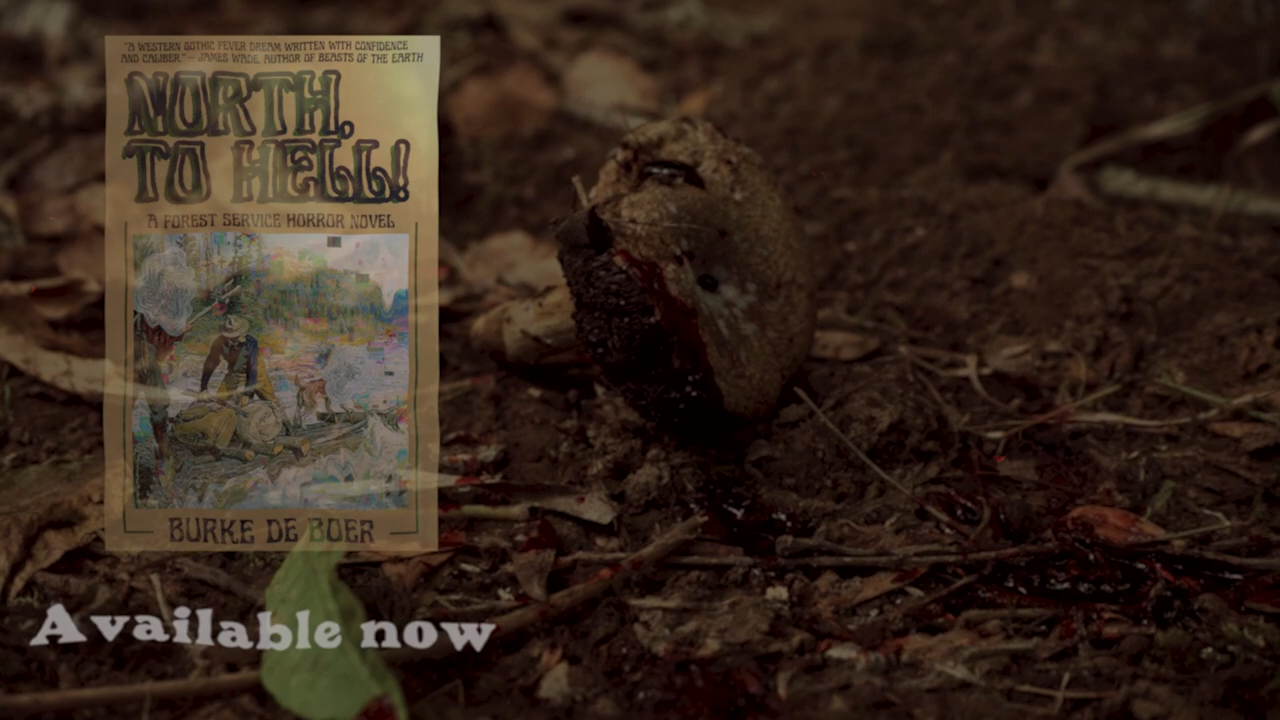 "A WESTERN GOTHIC FEVER DREAM WRITTEN WITH CONFIDENCE
AND CALIBER." – JAMES WADE, AUTHOR OF BEASTS OF THE EARTH
NORTH,
TO HELL!
A FOREST SERVICE HORROR NOVEL
BURKE DE BOER
Available now